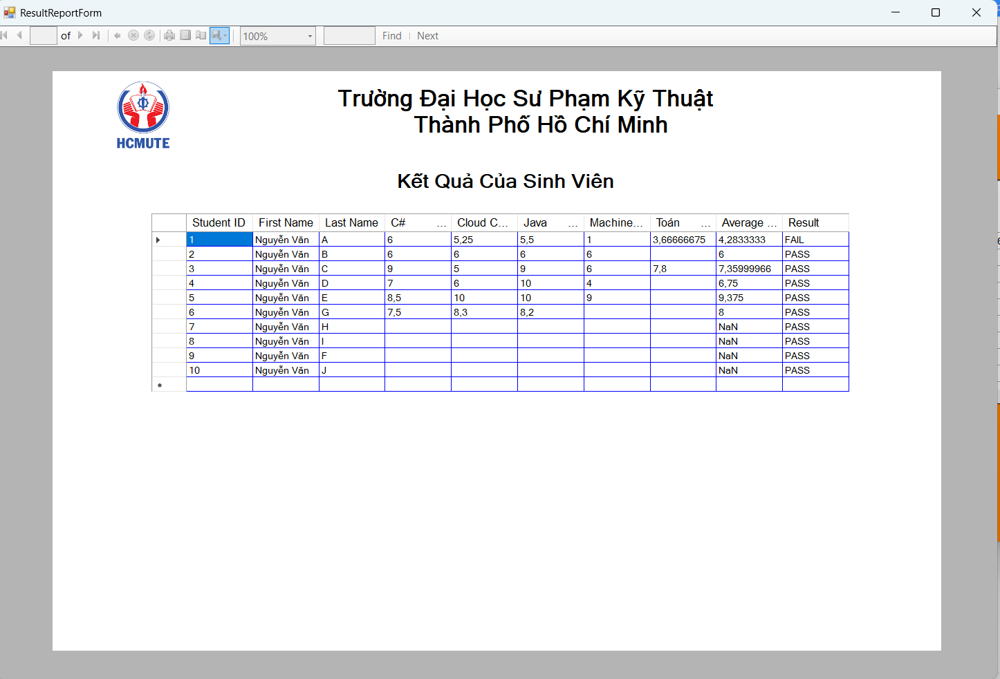 ResultReportForm
of 100% Find Next
HCMUTE
Trường Đại Học Sư Phạm Kỹ Thuật
Thành Phố Hồ Chí Minh
Kết Quả Của Sinh Viên
Student ID First Name Last Name C# ... Cloud C... Java ... Machine... Toán ... Average ... Result
1 Nguyễn Văn A 6 5,25 5,5 1 3,66666675 4,2833333 FAIL
2 Nguyễn Văn B 6 6 6 6 6 PASS
3 Nguyễn Văn C 9 5 9 6 7,8 7,35999966 PASS
4 Nguyễn Văn D 7 6 10 4 6,75 PASS
5 Nguyễn Văn E 8,5 10 10 9 9,375 PASS
6 Nguyễn Văn G 7,5 8,3 8,2 8 PASS
7 Nguyễn Văn H NaN PASS
8 Nguyễn Văn I NaN PASS
9 Nguyễn Văn F NaN PASS
10 Nguyễn Văn J NaN PASS